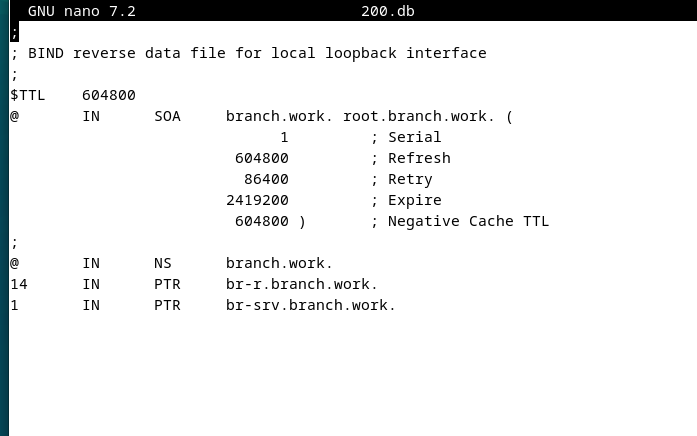 GNU nano 7.2 200.db
;
; BIND reverse data file for local loopback interface
;
$TTL 604800
@ IN SOA branch.work. root.branch.work. (
1 ; Serial
604800 ; Refresh
86400 ; Retry
2419200 ; Expire
604800 ) ; Negative Cache TTL
;
@ IN NS branch.work.
14 IN PTR br-r.branch.work.
1 IN PTR br-srv.branch.work.